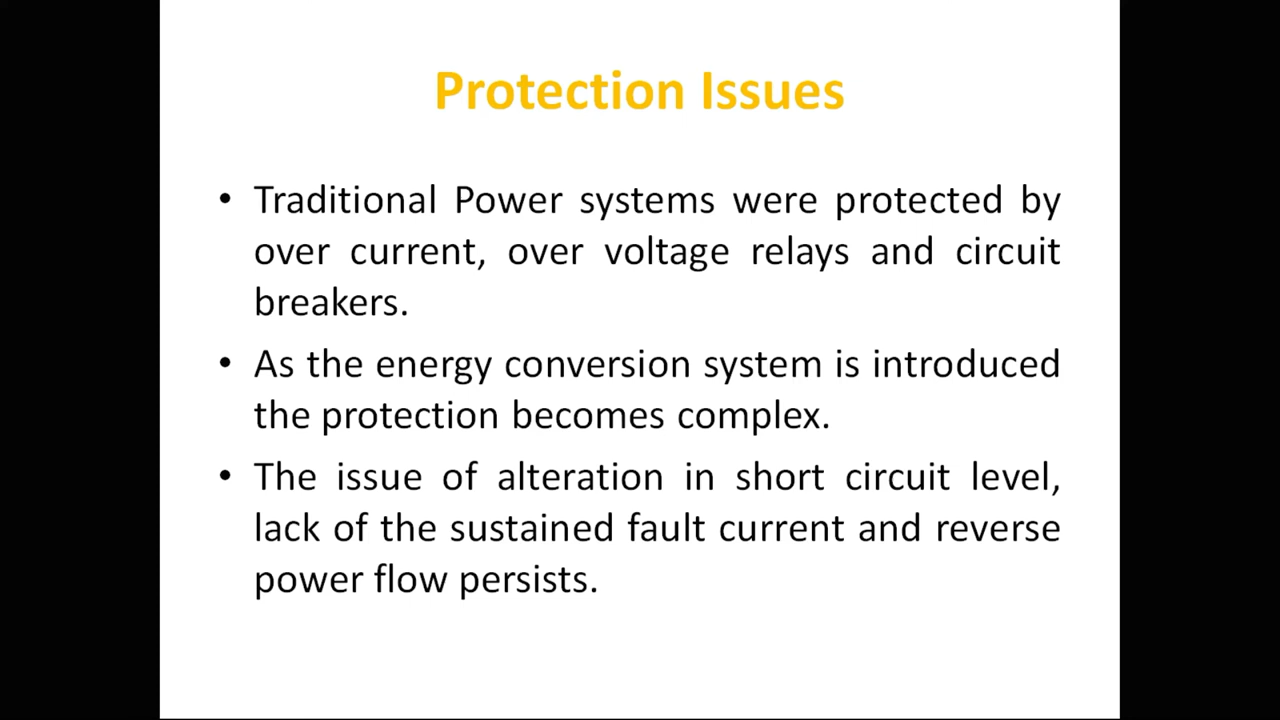 Protection Issues
• Traditional Power systems were protected by
over current, over voltage relays and circuit
breakers.
• As the energy conversion system is introduced
the protection becomes complex.
• The issue of alteration in short circuit level,
lack of the sustained fault current and reverse
power flow persists.